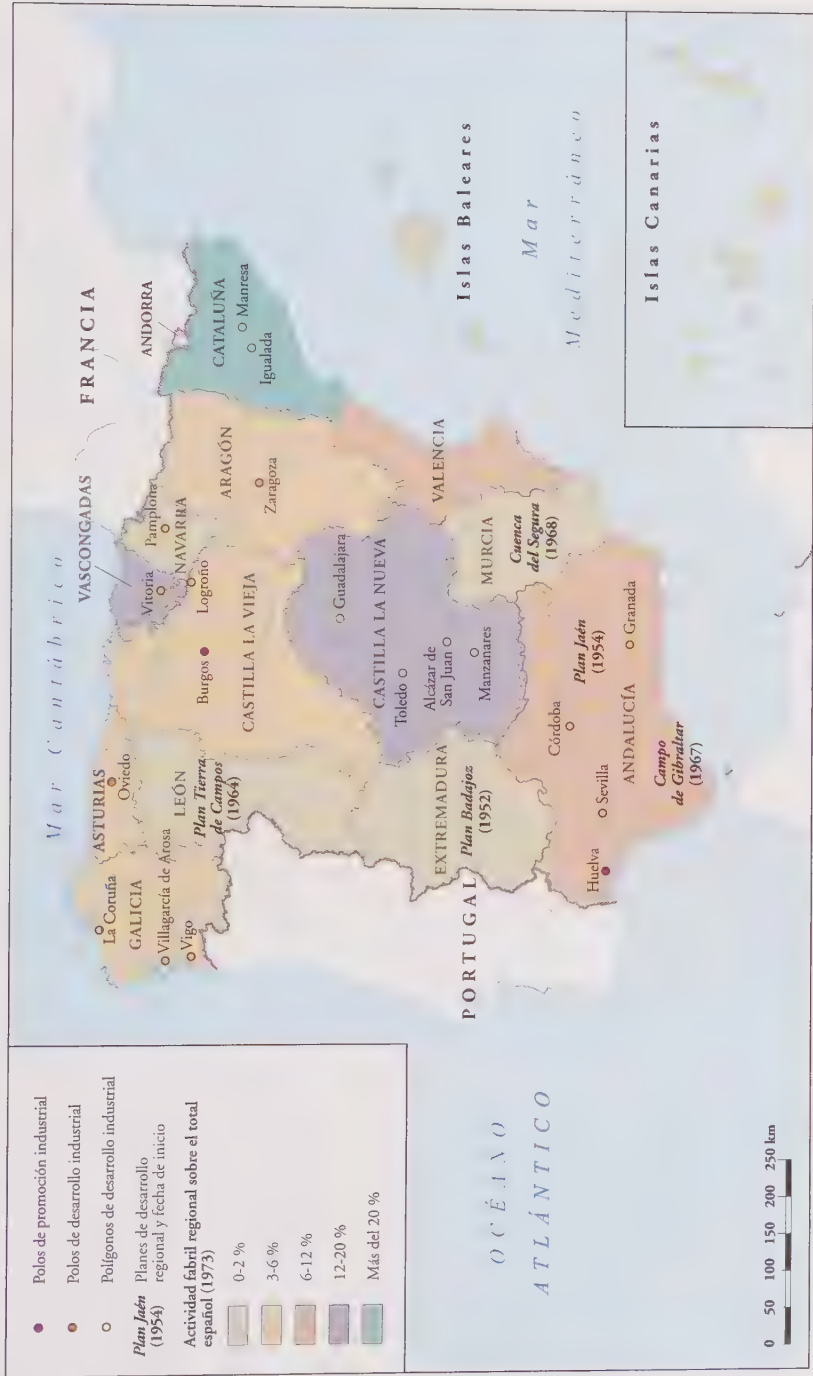 Polos de promoción industrial
Polos de desarrollo industrial
Polígonos de desarrollo industrial
Plan Jaén
(1954)
Planes de desarrollo
regional y fecha de inicio
Actividad fabril regional sobre el total
español (1973)
0-2 %
3-6 %
6-12 %
12-20 %
Más del 20 %
Mar Cantábrico
FRANCIA
VASCONGADAS
ANDORRA
La Coruña
ASTURIAS
Oviedo
GALICIA
Villagarcía de Arosa
Vigo
LEÓN
Plan Tierra
de Campos
(1964)
Vitoria
Pamplona
NAVARRA
Logroño
Burgos
CASTILLA LA VIEJA
ARAGÓN
Zaragoza
CATALUÑA
Manresa
Igualada
Guadalajara
CASTILLA LA NUEVA
Toledo
Alcázar de
San Juan
Manzanares
PORTUGAL
EXTREMADURA
Plan Badajoz
(1952)
VALENCIA
MURCIA
Cuenca
del Segura
(1968)
Islas Baleares
Mar
Mediterráneo
Huelva
Sevilla
Córdoba
Plan Jaén
(1954)
Granada
ANDALUCÍA
Campo
de Gibraltar
(1967)
OCÉANO
ATLÁNTICO
0 50 100 150 200 250 km
Islas Canarias